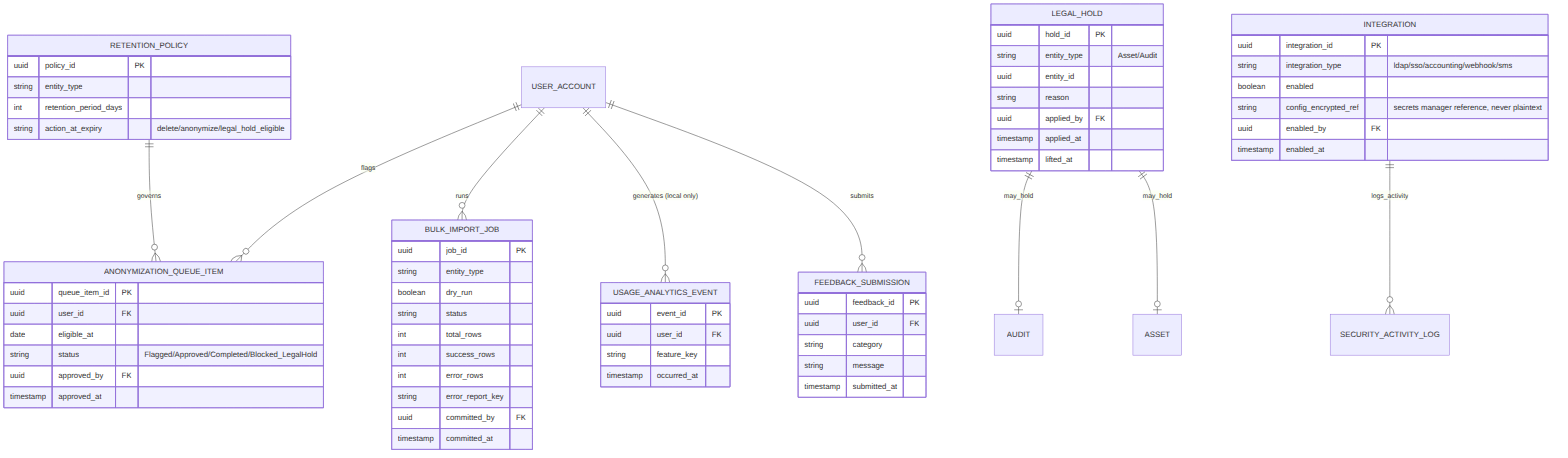 RETENTION_POLICY
uuid policy_id PK
string entity_type
int retention_period_days
string action_at_expiry delete/anonymize/legal_hold_eligible
USER_ACCOUNT
LEGAL_HOLD
uuid hold_id PK
string entity_type Asset/Audit
uuid entity_id
string reason
uuid applied_by FK
timestamp applied_at
timestamp lifted_at
INTEGRATION
uuid integration_id PK
string integration_type ldap/sso/accounting/webhook/sms
boolean enabled
string config_encrypted_ref secrets manager reference, never plaintext
uuid enabled_by FK
timestamp enabled_at
governs
flags
runs
generates (local only)
submits
may_hold
may_hold
logs_activity
ANONYMIZATION_QUEUE_ITEM
uuid queue_item_id PK
uuid user_id FK
date eligible_at
string status Flagged/Approved/Completed/Blocked_LegalHold
uuid approved_by FK
timestamp approved_at
BULK_IMPORT_JOB
uuid job_id PK
string entity_type
boolean dry_run
string status
int total_rows
int success_rows
int error_rows
string error_report_key
uuid committed_by FK
timestamp committed_at
USAGE_ANALYTICS_EVENT
uuid event_id PK
uuid user_id FK
string feature_key
timestamp occurred_at
FEEDBACK_SUBMISSION
uuid feedback_id PK
uuid user_id FK
string category
string message
timestamp submitted_at
AUDIT
ASSET
SECURITY_ACTIVITY_LOG